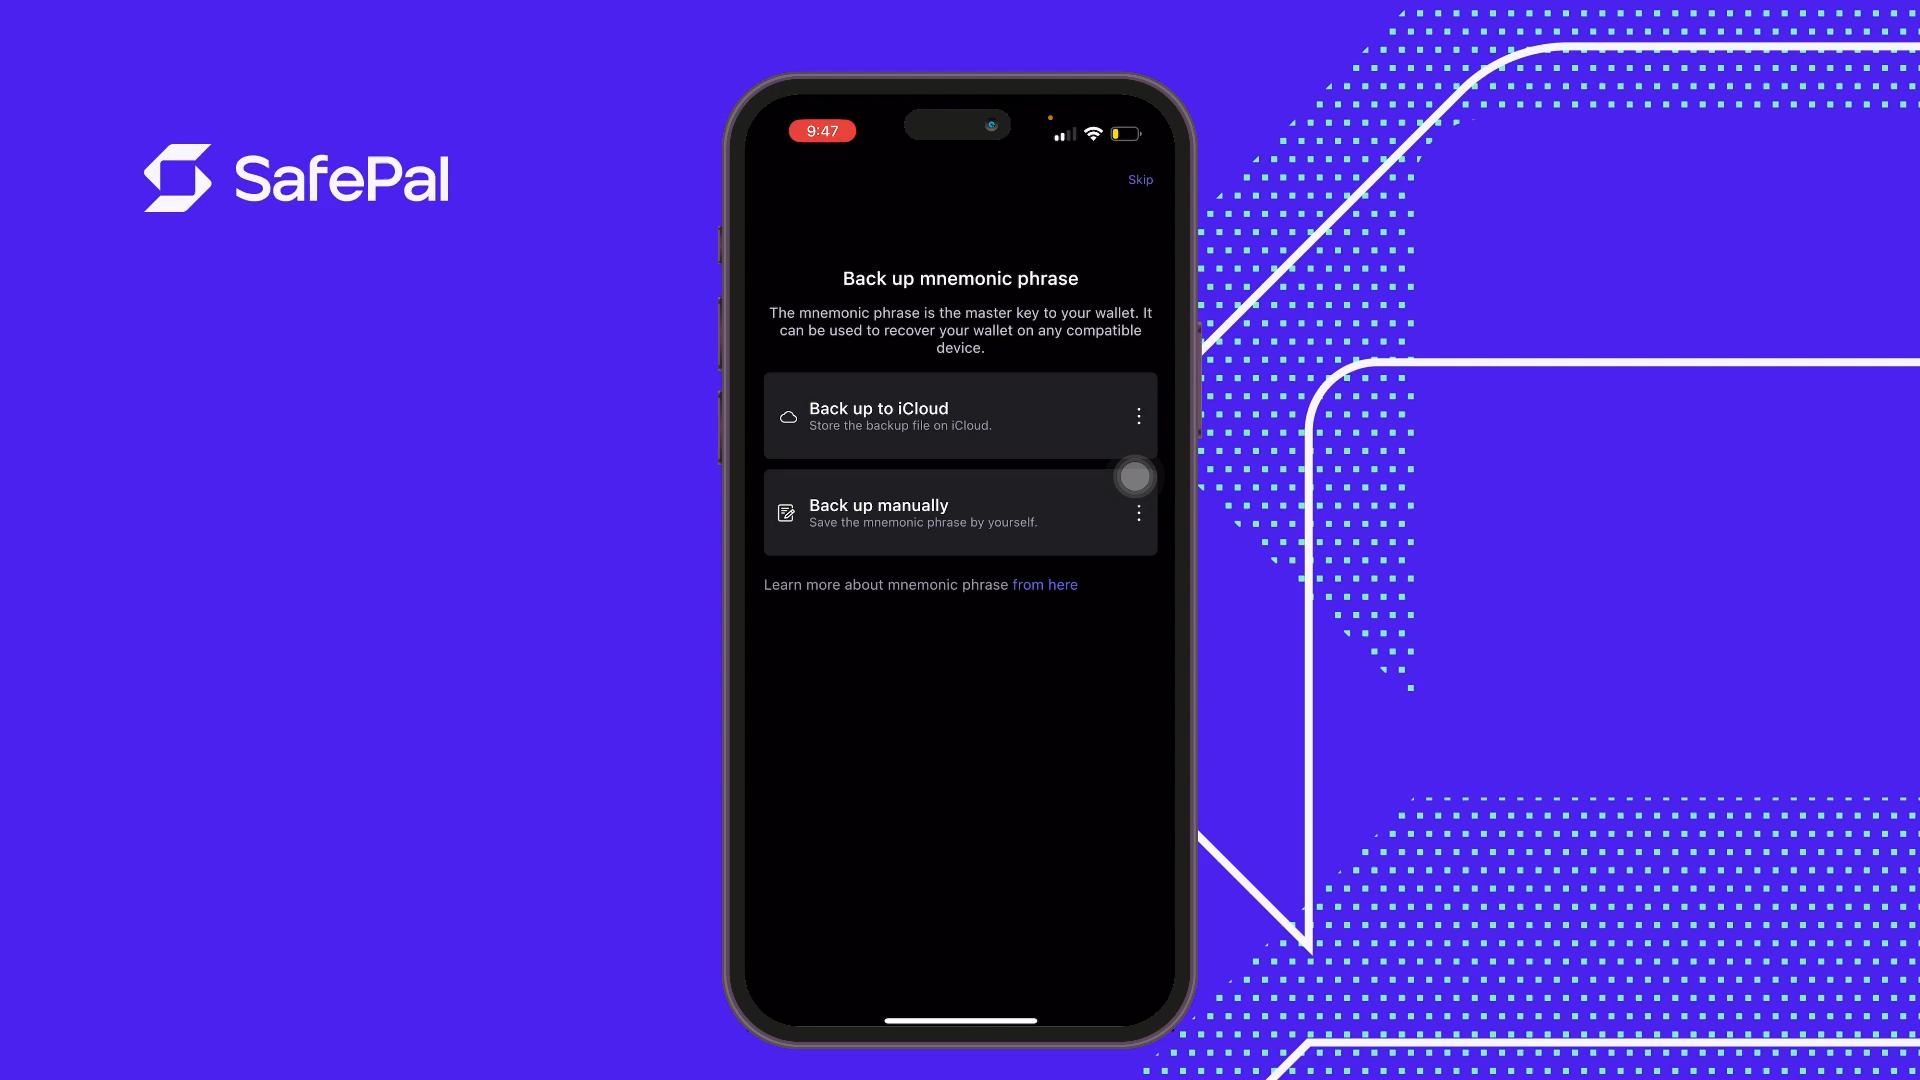 SafePal
9:47
Skip
Back up mnemonic phrase
The mnemonic phrase is the master key to your wallet. It
can be used to recover your wallet on any compatible
device.
Back up to iCloud
Store the backup file on iCloud.
Back up manually
Save the mnemonic phrase by yourself.
Learn more about mnemonic phrase from here